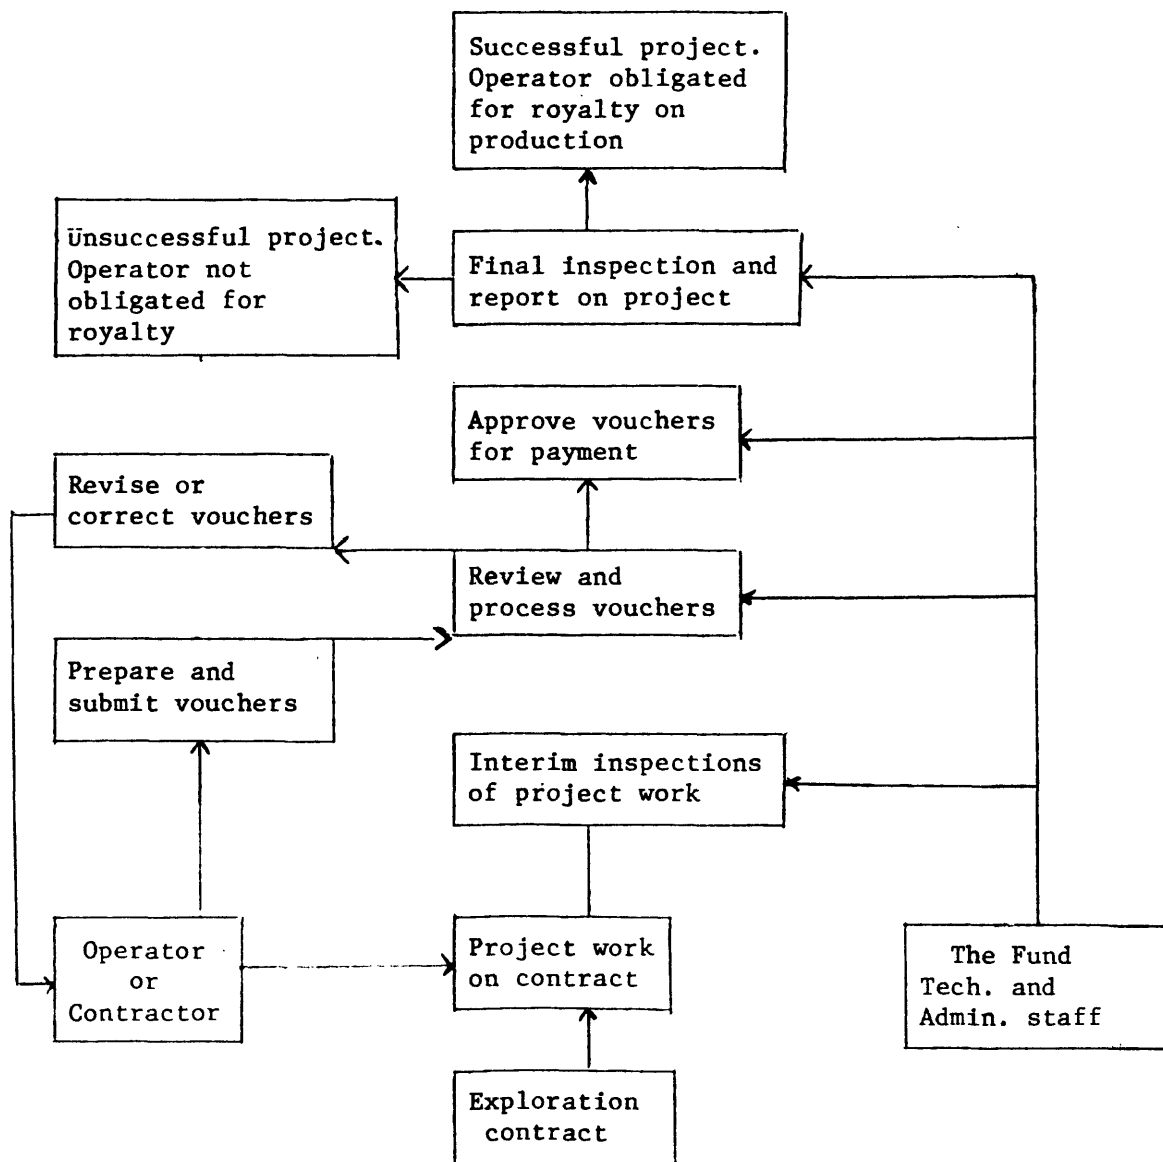 Successful project.
Operator obligated
for royalty on
production
Unsuccessful project.
Operator not
obligated for
royalty
Final inspection and
report on project
Approve vouchers
for payment
Revise or
correct vouchers
Review and
process vouchers
Prepare and
submit vouchers
Interim inspections
of project work
Operator
or
Contractor
Project work
on contract
The Fund
Tech. and
Admin. staff
Exploration
contract